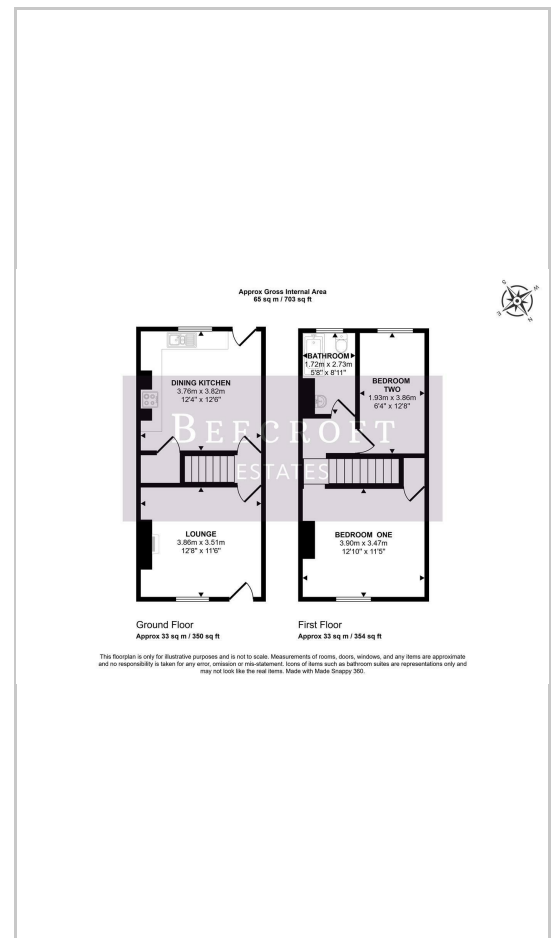 Approx Gross Internal Area
65 sq m / 703 sq ft
S
W
E
N
DINING KITCHEN
3.76m x 3.82m
12'4" x 12'6"
BATHROOM
1.72m x 2.73m
5'8" x 8'11"
BEDROOM
TWO
1.93m x 3.86m
6'4" x 12'8"
BEECROFT
ESTATES
LOUNGE
3.86m x 3.51m
12'8" x 11'6"
BEDROOM ONE
3.90m x 3.47m
12'10" x 11'5"
Ground Floor
Approx 33 sq m / 350 sq ft
First Floor
Approx 33 sq m / 354 sq ft
This floorplan is only for illustrative purposes and is not to scale. Measurements of rooms, doors, windows, and any items are approximate
and no responsibility is taken for any error, omission or mis-statement. Icons of items such as bathroom suites are representations only and
may not look like the real items. Made with Made Snappy 360.